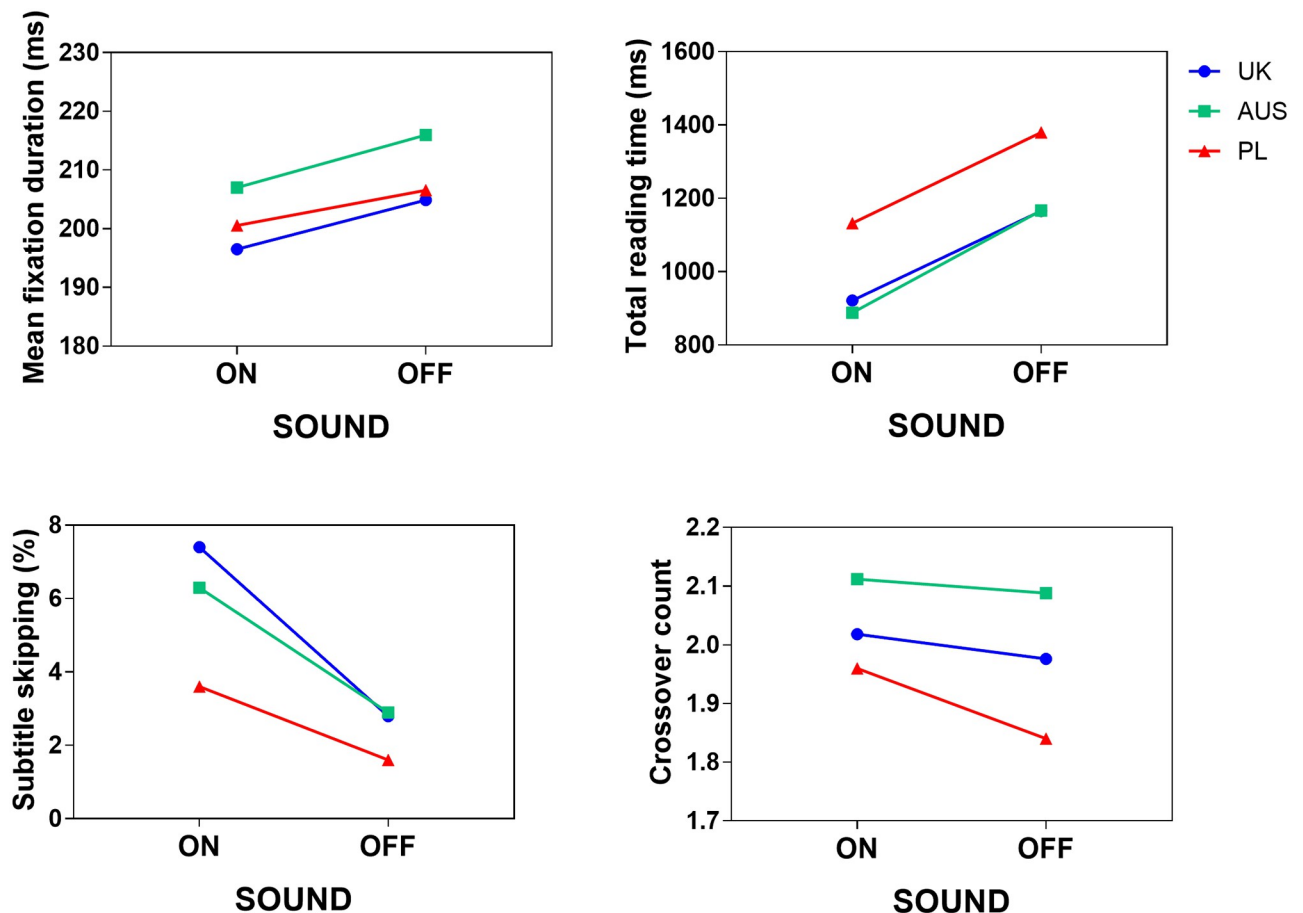 Mean fixation duration (ms)
230
220
210
200
190
180
ON OFF
SOUND
Total reading time (ms)
1600
1400
1200
1000
800
ON OFF
SOUND
UK
AUS
PL
Subtitle skipping (%)
8
6
4
2
0
ON OFF
SOUND
Crossover count
2.2
2.1
2.0
1.9
1.8
1.7
ON OFF
SOUND